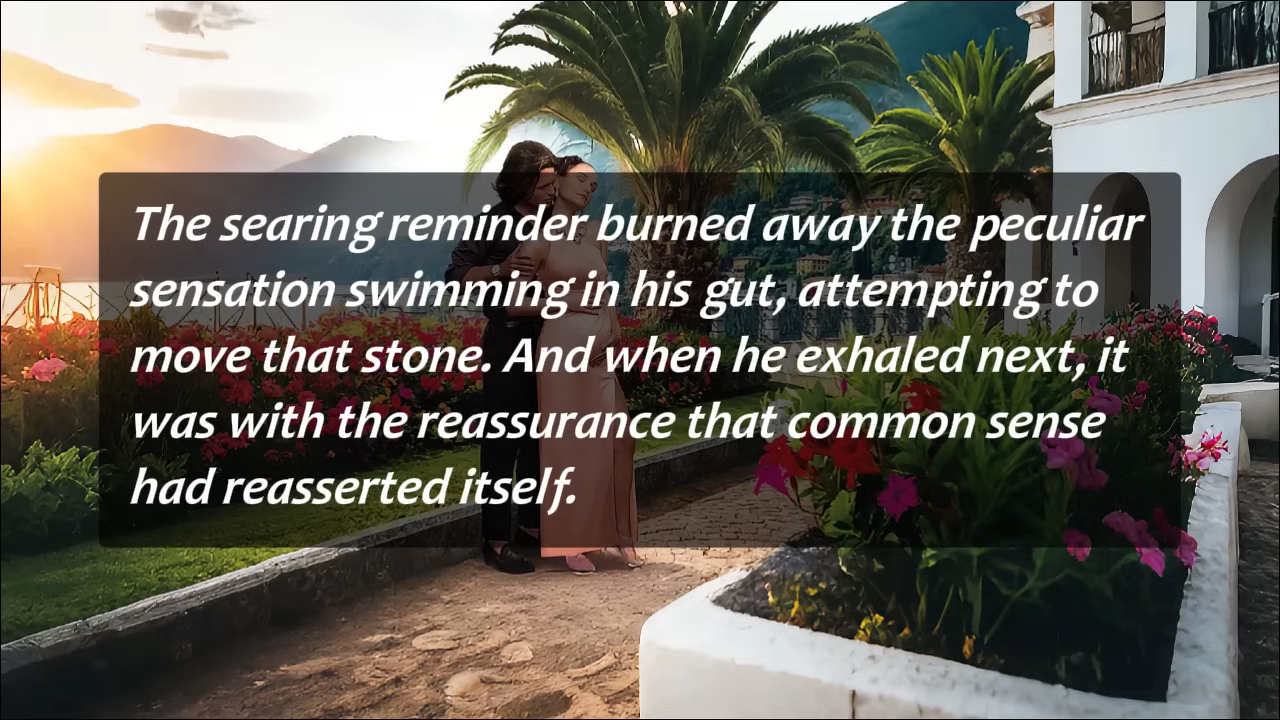 The searing reminder burned away the peculiar
sensation swimming in his gut, attempting to
move that stone. And when he exhaled next, it
was with the reassurance that common sense
had reasserted itself.